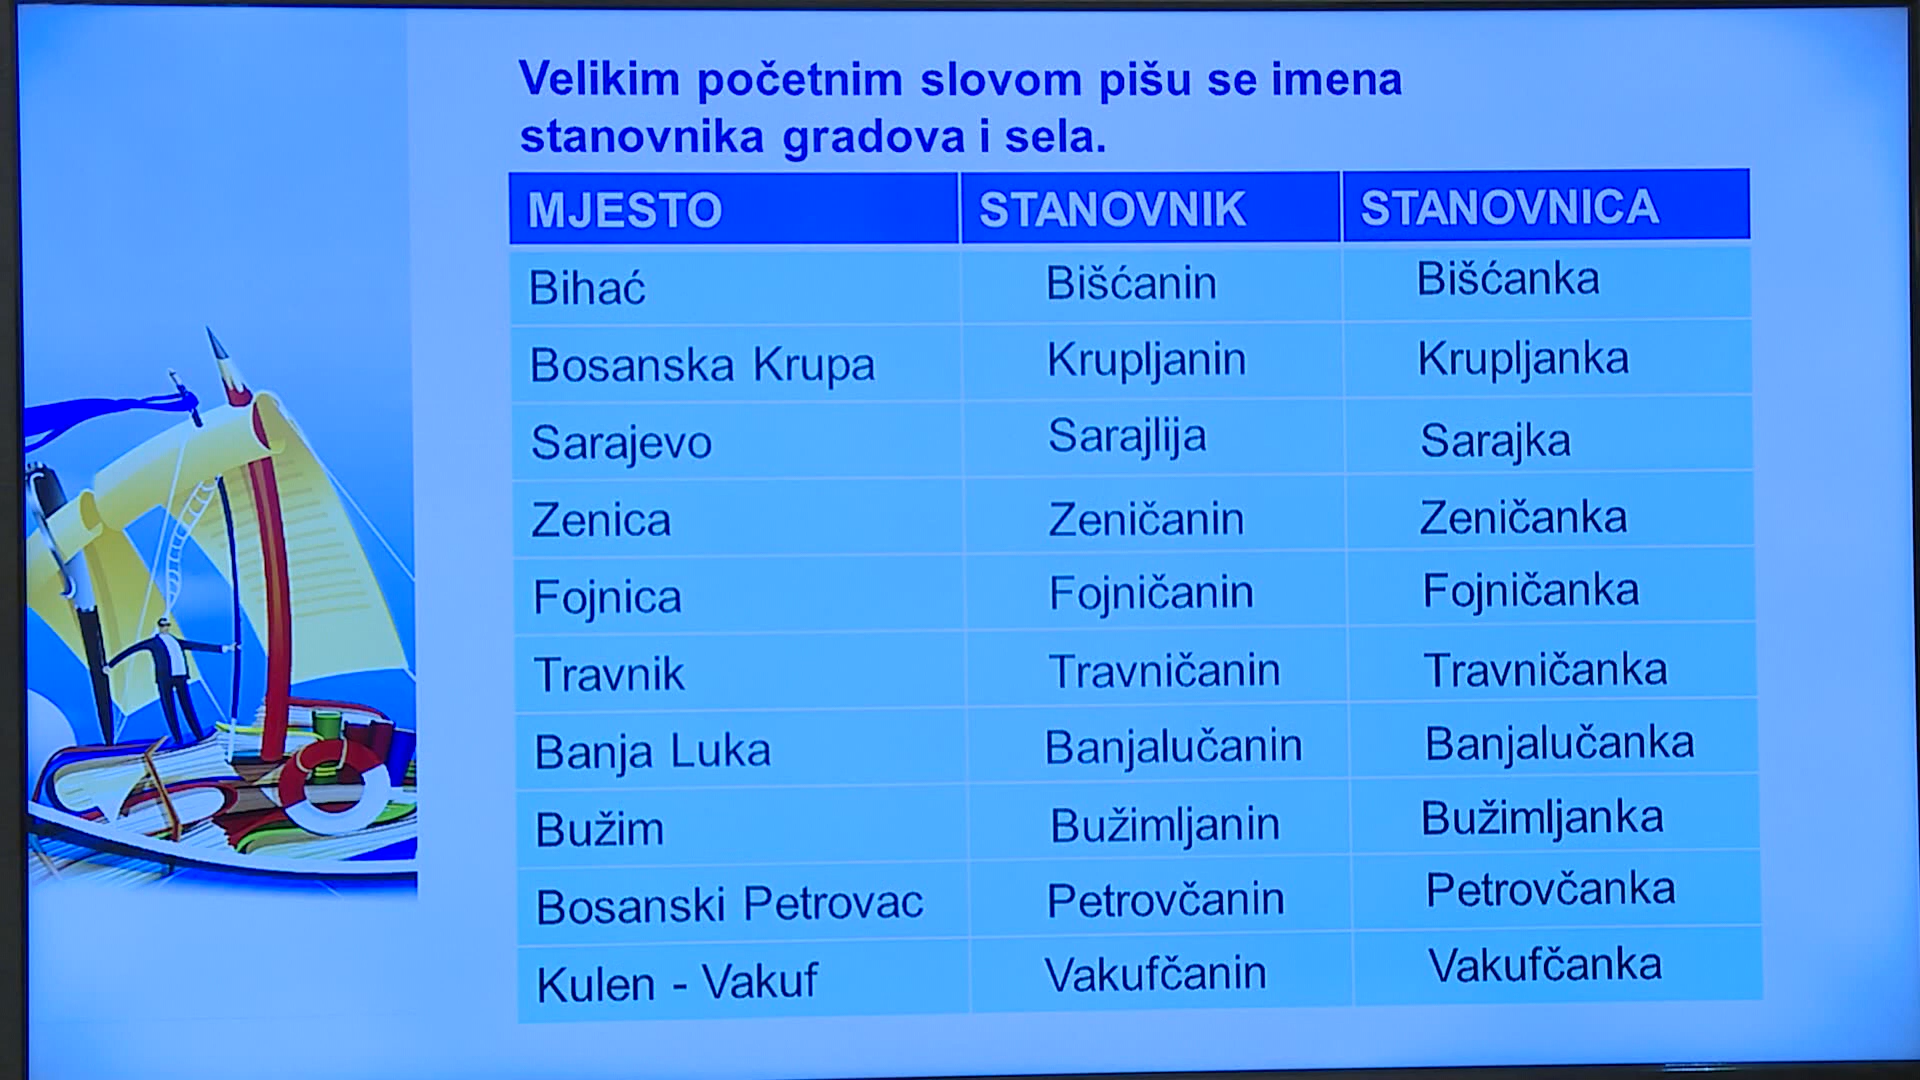 Velikim početnim slovom pišu se imena
stanovnika gradova i sela.
MJESTO STANOVNIK STANOVNICA
Bihać Bišćanin Bišćanka
Bosanska Krupa Krupljanin Krupljanka
Sarajevo Sarajlija Sarajka
Zenica Zeničanin Zeničanka
Fojnica Fojničanin Fojničanka
Travnik Travničanin Travničanka
Banja Luka Banjalučanin Banjalučanka
Bužim Bužimljanin Bužimljanka
Bosanski Petrovac Petrovčanin Petrovčanka
Kulen - Vakuf Vakufčanin Vakufčanka